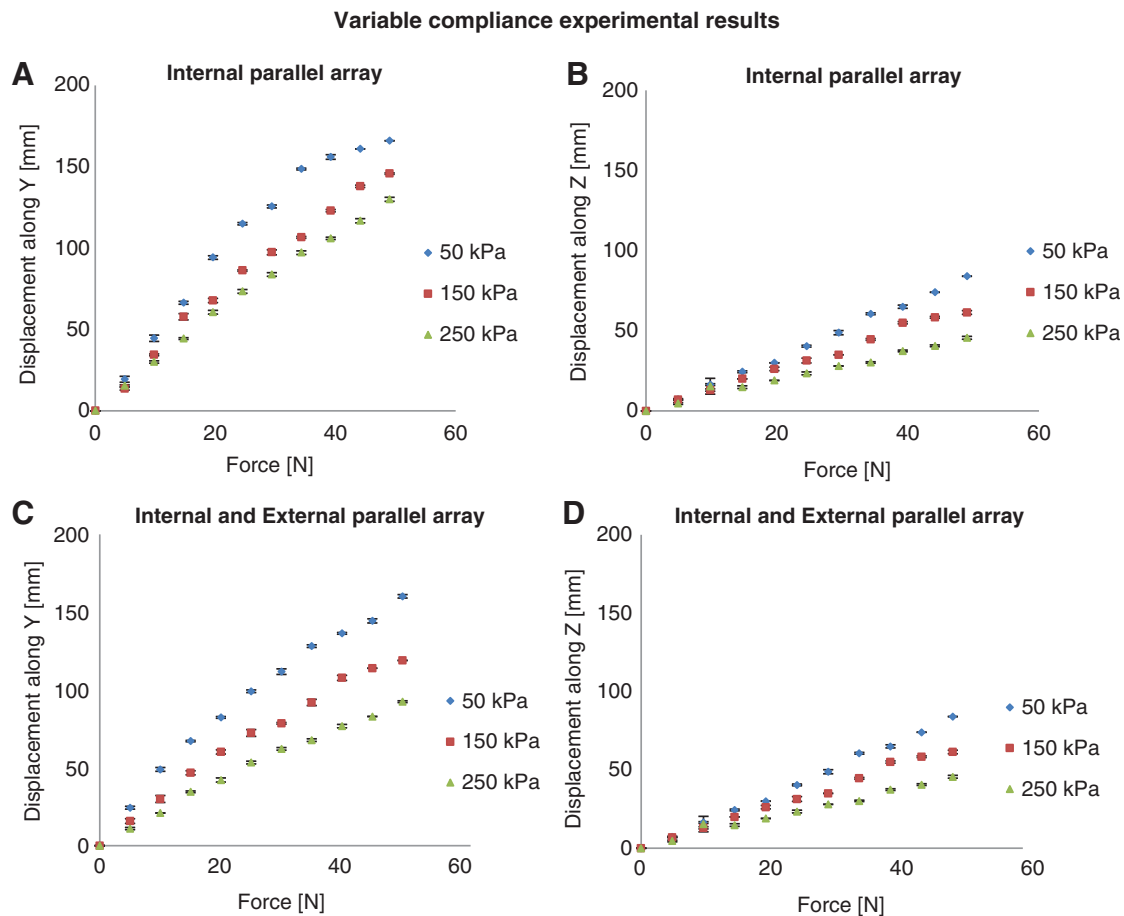 Variable compliance experimental results
A
Internal parallel array
Displacement along Y [mm]
200
150
100
50
0
0
20
40
60
Force [N]
50 kPa
150 kPa
250 kPa
B
Internal parallel array
Displacement along Z [mm]
200
150
100
50
0
0
20
40
60
Force [N]
50 kPa
150 kPa
250 kPa
C
Internal and External parallel array
Displacement along Y [mm]
200
150
100
50
0
0
20
40
60
Force [N]
50 kPa
150 kPa
250 kPa
D
Internal and External parallel array
Displacement along Z [mm]
200
150
100
50
0
0
20
40
60
Force [N]
50 kPa
150 kPa
250 kPa